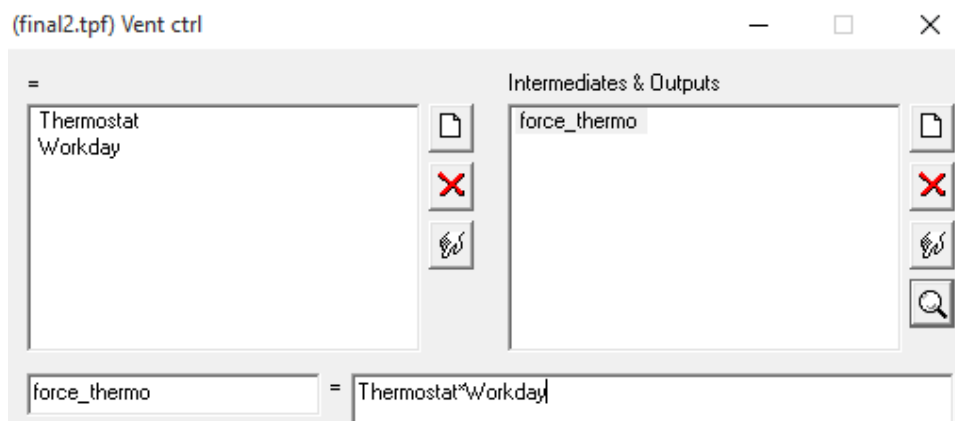 (final2.tpf) Vent ctrl
=
Intermediates & Outputs
Thermostat
Workday
force_thermo
force_thermo = Thermostat*Workday